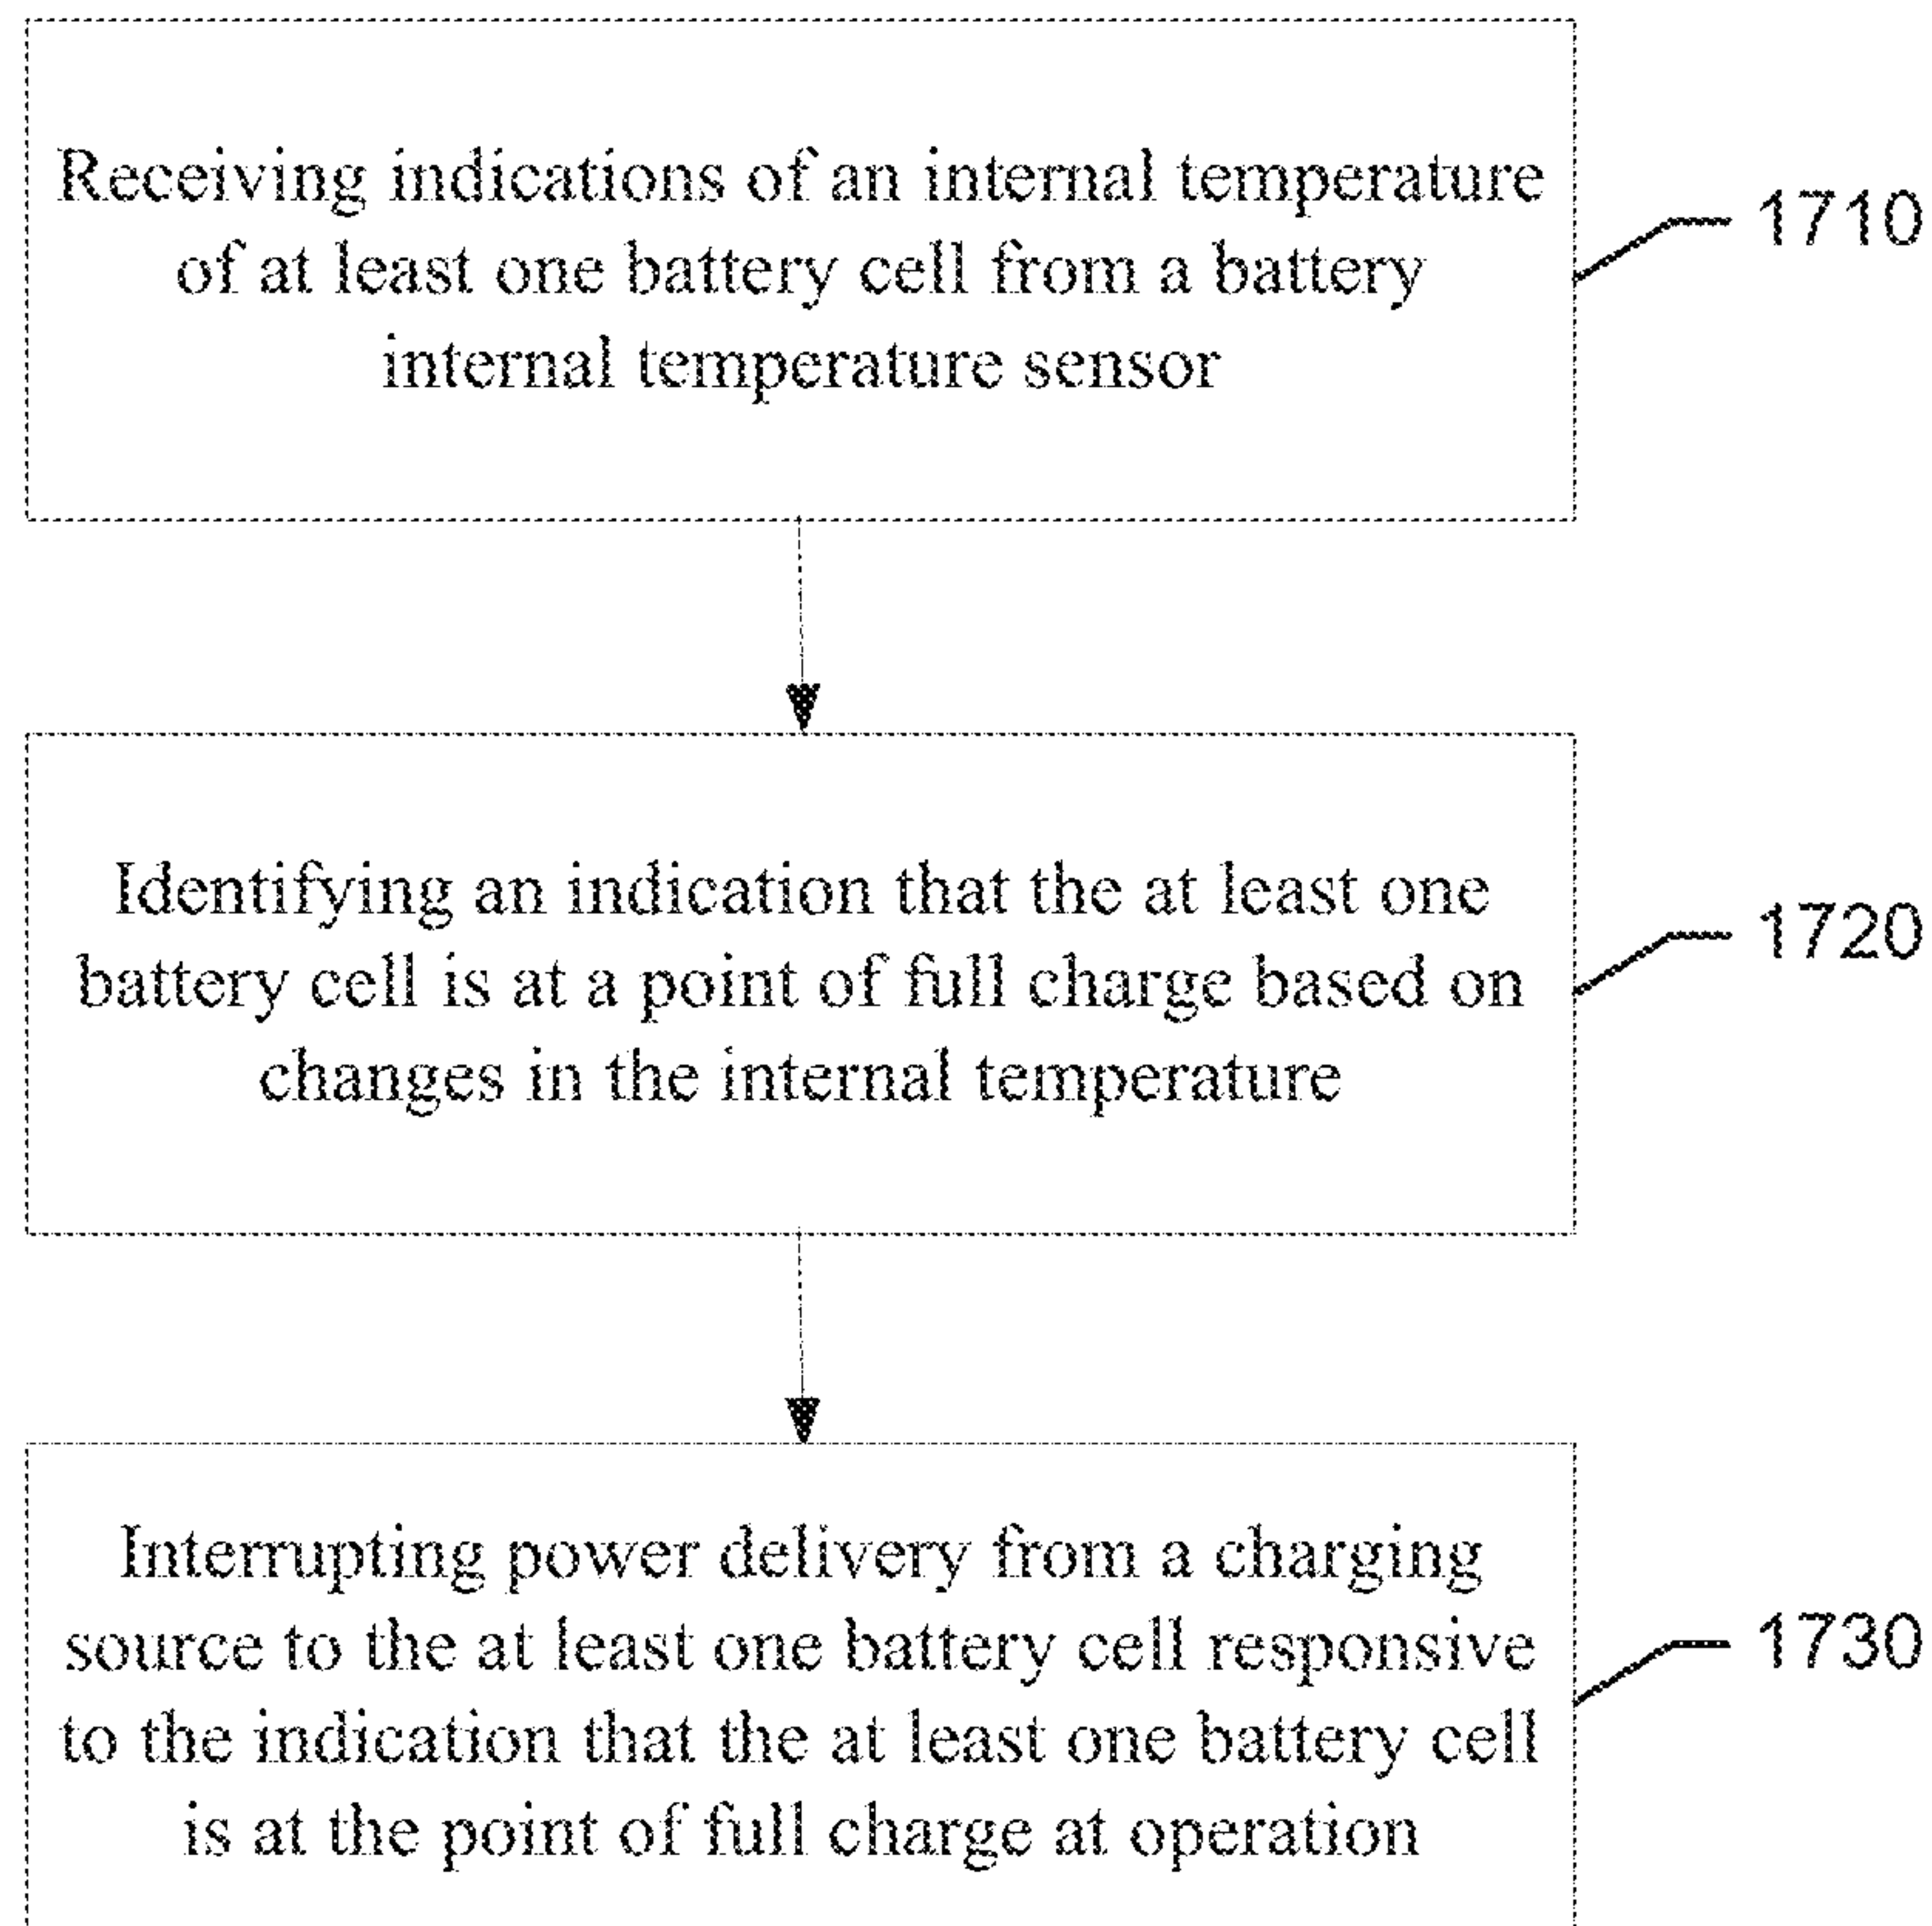 Receiving indications of an internal temperature
of at least one battery cell from a battery
internal temperature sensor
1710
Identifying an indication that the at least one
battery cell is at a point of full charge based on
changes in the internal temperature
1720
Interrupting power delivery from a charging
source to the at least one battery cell responsive
to the indication that the at least one battery cell
is at the point of full charge at operation
1730